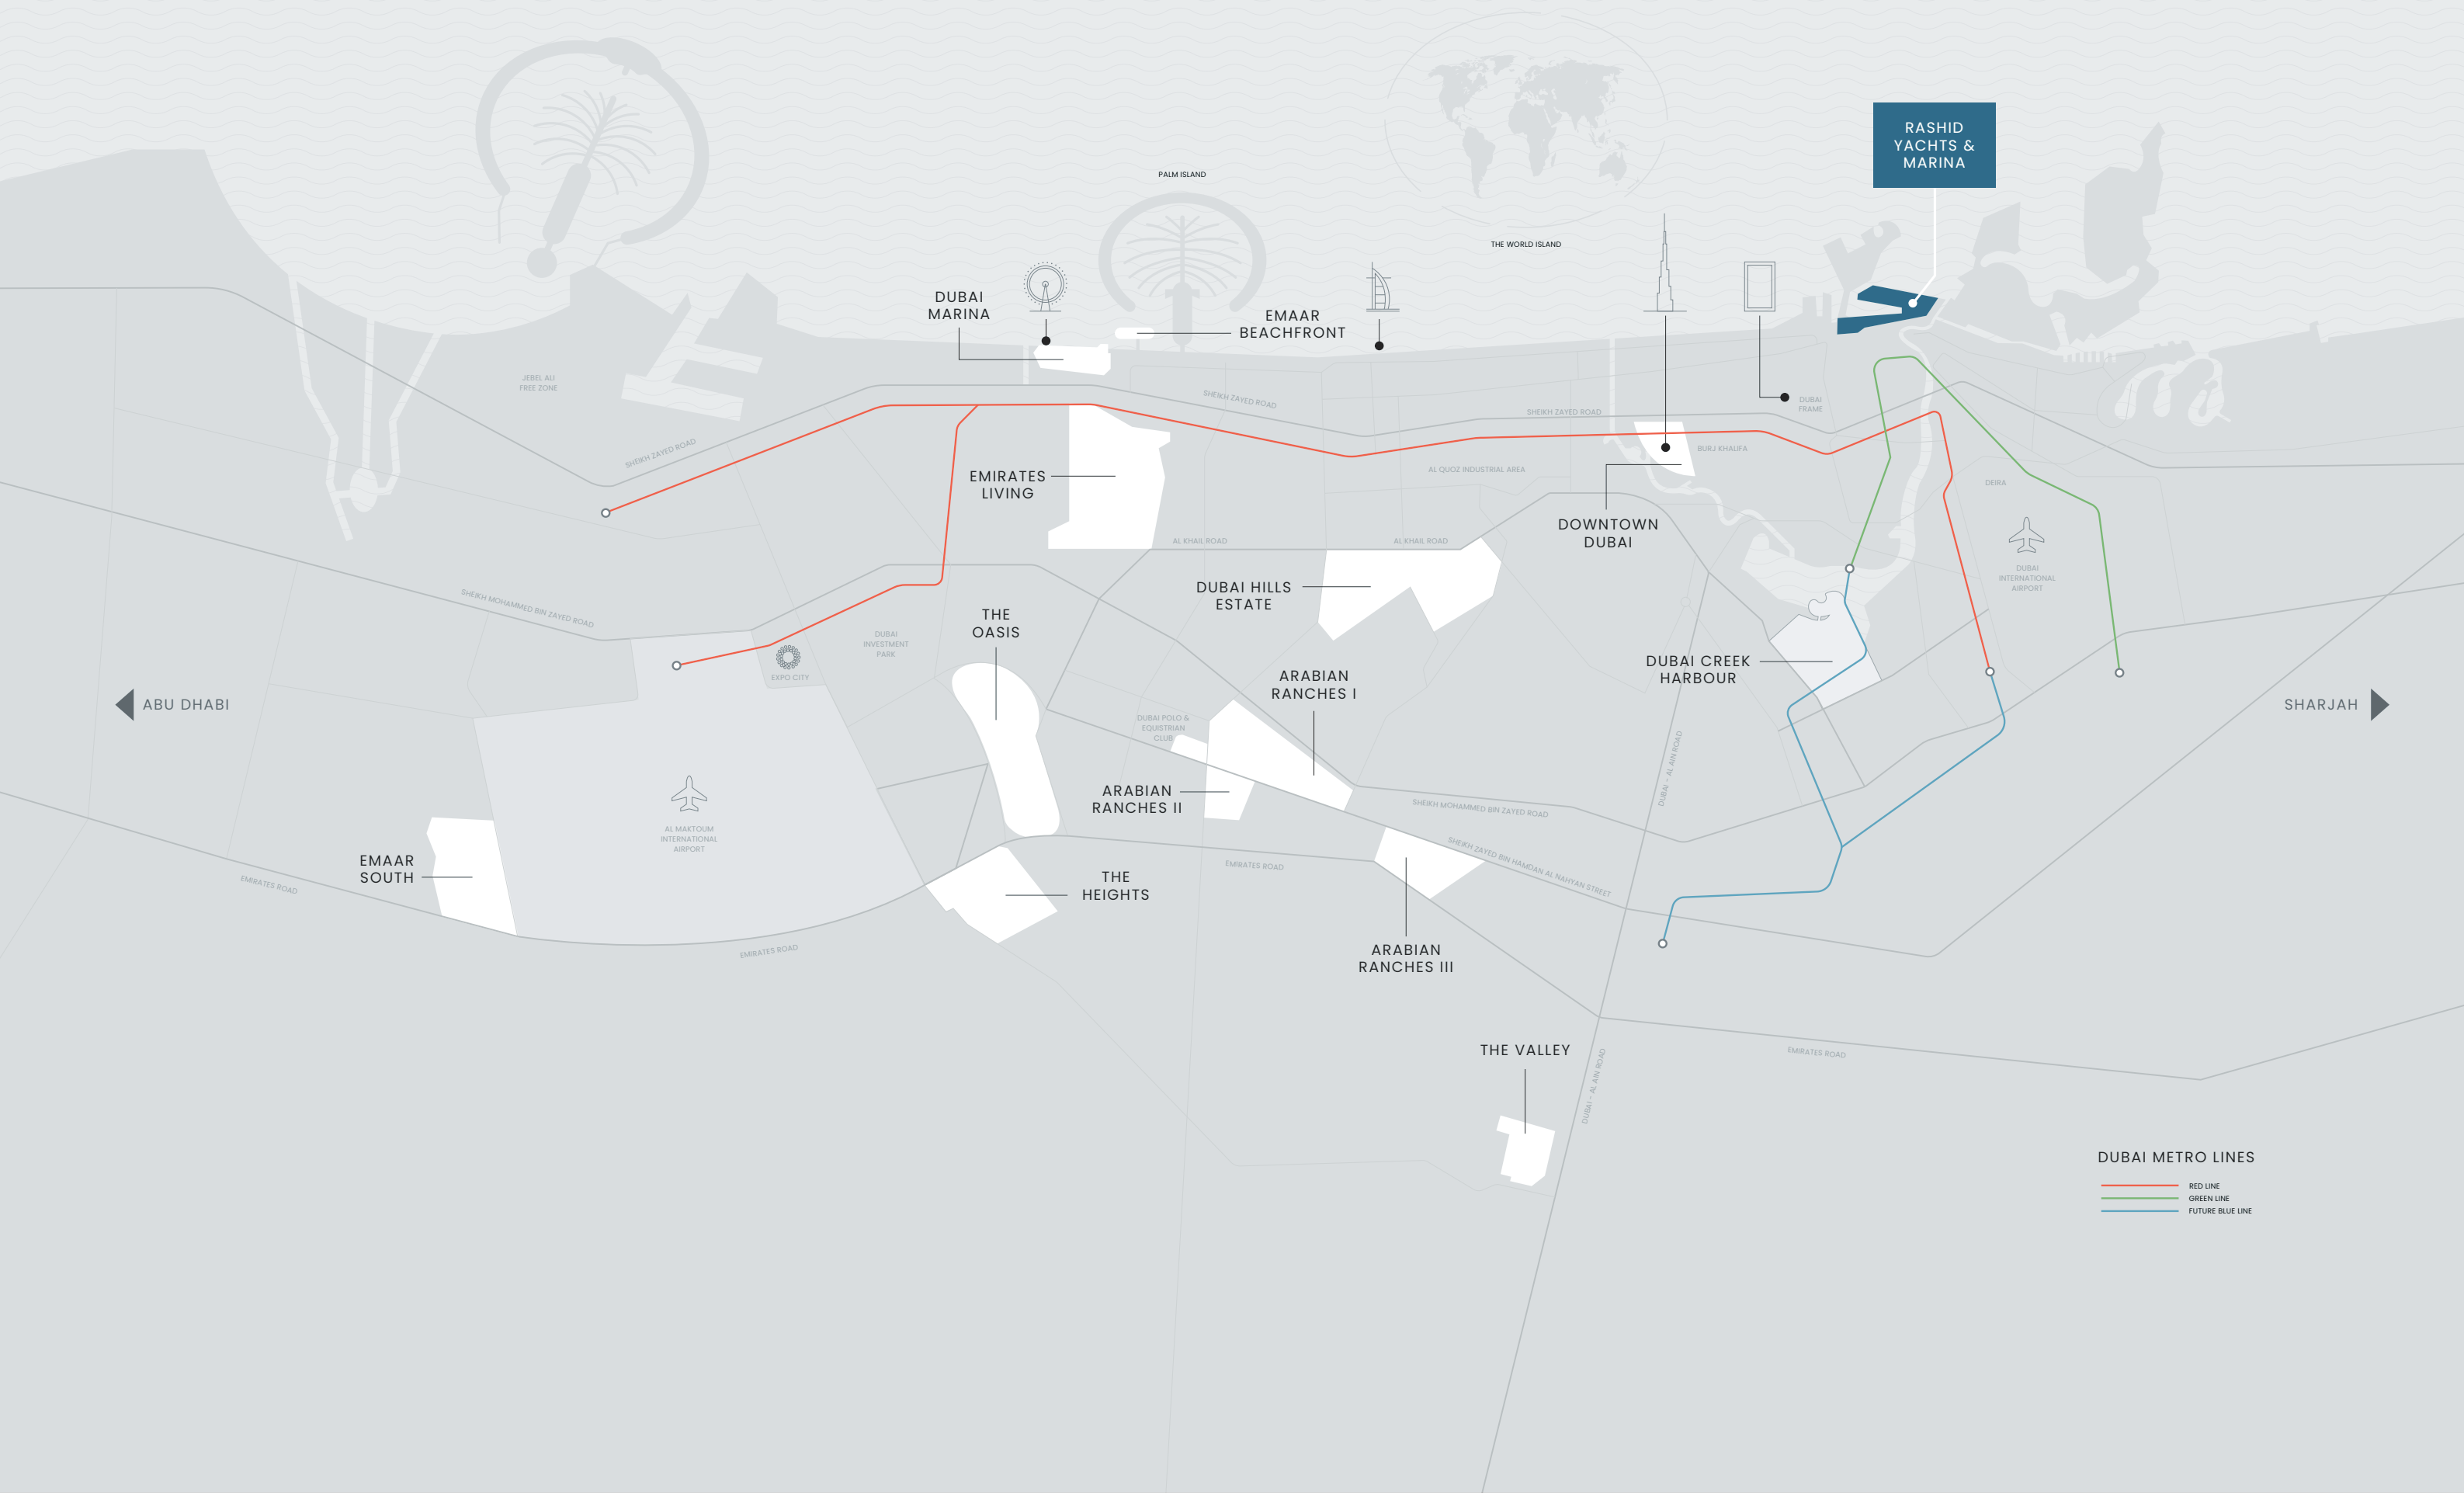 RASHID
YACHTS &
MARINA
PALM ISLAND
THE WORLD ISLAND
DUBAI
MARINA
EMAAR
BEACHFRONT
JEBEL ALI
FREE ZONE
SHEIKH ZAYED ROAD
SHEIKH ZAYED ROAD
DUBAI
FRAME
SHEIKH ZAYED ROAD
BURJ KHALIFA
AL QUOZ INDUSTRIAL AREA
EMIRATES
LIVING
DEIRA
DOWNTOWN
DUBAI
AL KHAIL ROAD
AL KHAIL ROAD
DUBAI
INTERNATIONAL
AIRPORT
DUBAI HILLS
ESTATE
SHEIKH MOHAMMED BIN ZAYED ROAD
THE
OASIS
DUBAI
INVESTMENT
PARK
EXPO CITY
DUBAI CREEK
HARBOUR
ARABIAN
RANCHES I
ABU DHABI
SHARJAH
DUBAI POLO &
EQUISTRIAN
CLUB
DUBAI - AL AIN ROAD
ARABIAN
RANCHES II
SHEIKH MOHAMMED BIN ZAYED ROAD
AL MAKTOUM
INTERNATIONAL
AIRPORT
EMAAR
SOUTH
EMIRATES ROAD
EMIRATES ROAD
SHEIKH ZAYED BIN HAMDAN AL NAHYAN STREET
THE
HEIGHTS
EMIRATES ROAD
ARABIAN
RANCHES III
THE VALLEY
EMIRATES ROAD
DUBAI - AL AIN ROAD
DUBAI METRO LINES
RED LINE
GREEN LINE
FUTURE BLUE LINE